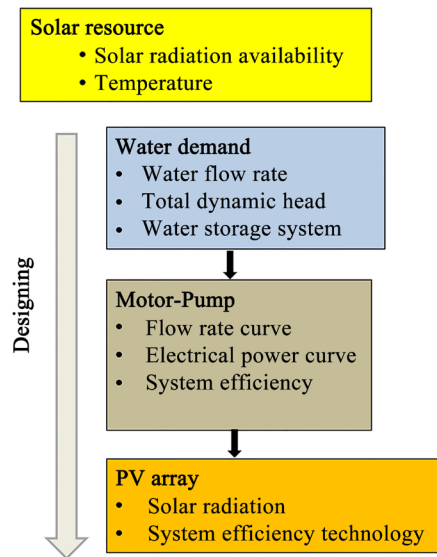 Solar resource
• Solar radiation availability
• Temperature
Designing
Water demand
• Water flow rate
• Total dynamic head
• Water storage system
Motor-Pump
• Flow rate curve
• Electrical power curve
• System efficiency
PV array
• Solar radiation
• System efficiency technology